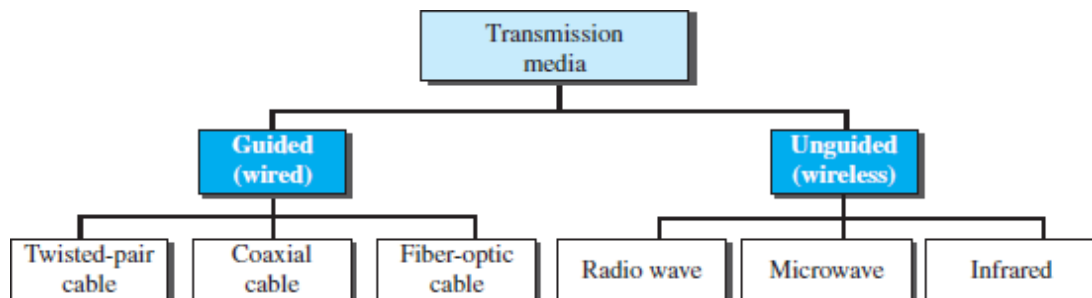 Transmission
media
Guided
(wired)
Unguided
(wireless)
Twisted-pair
cable
Coaxial
cable
Fiber-optic
cable
Radio wave
Microwave
Infrared